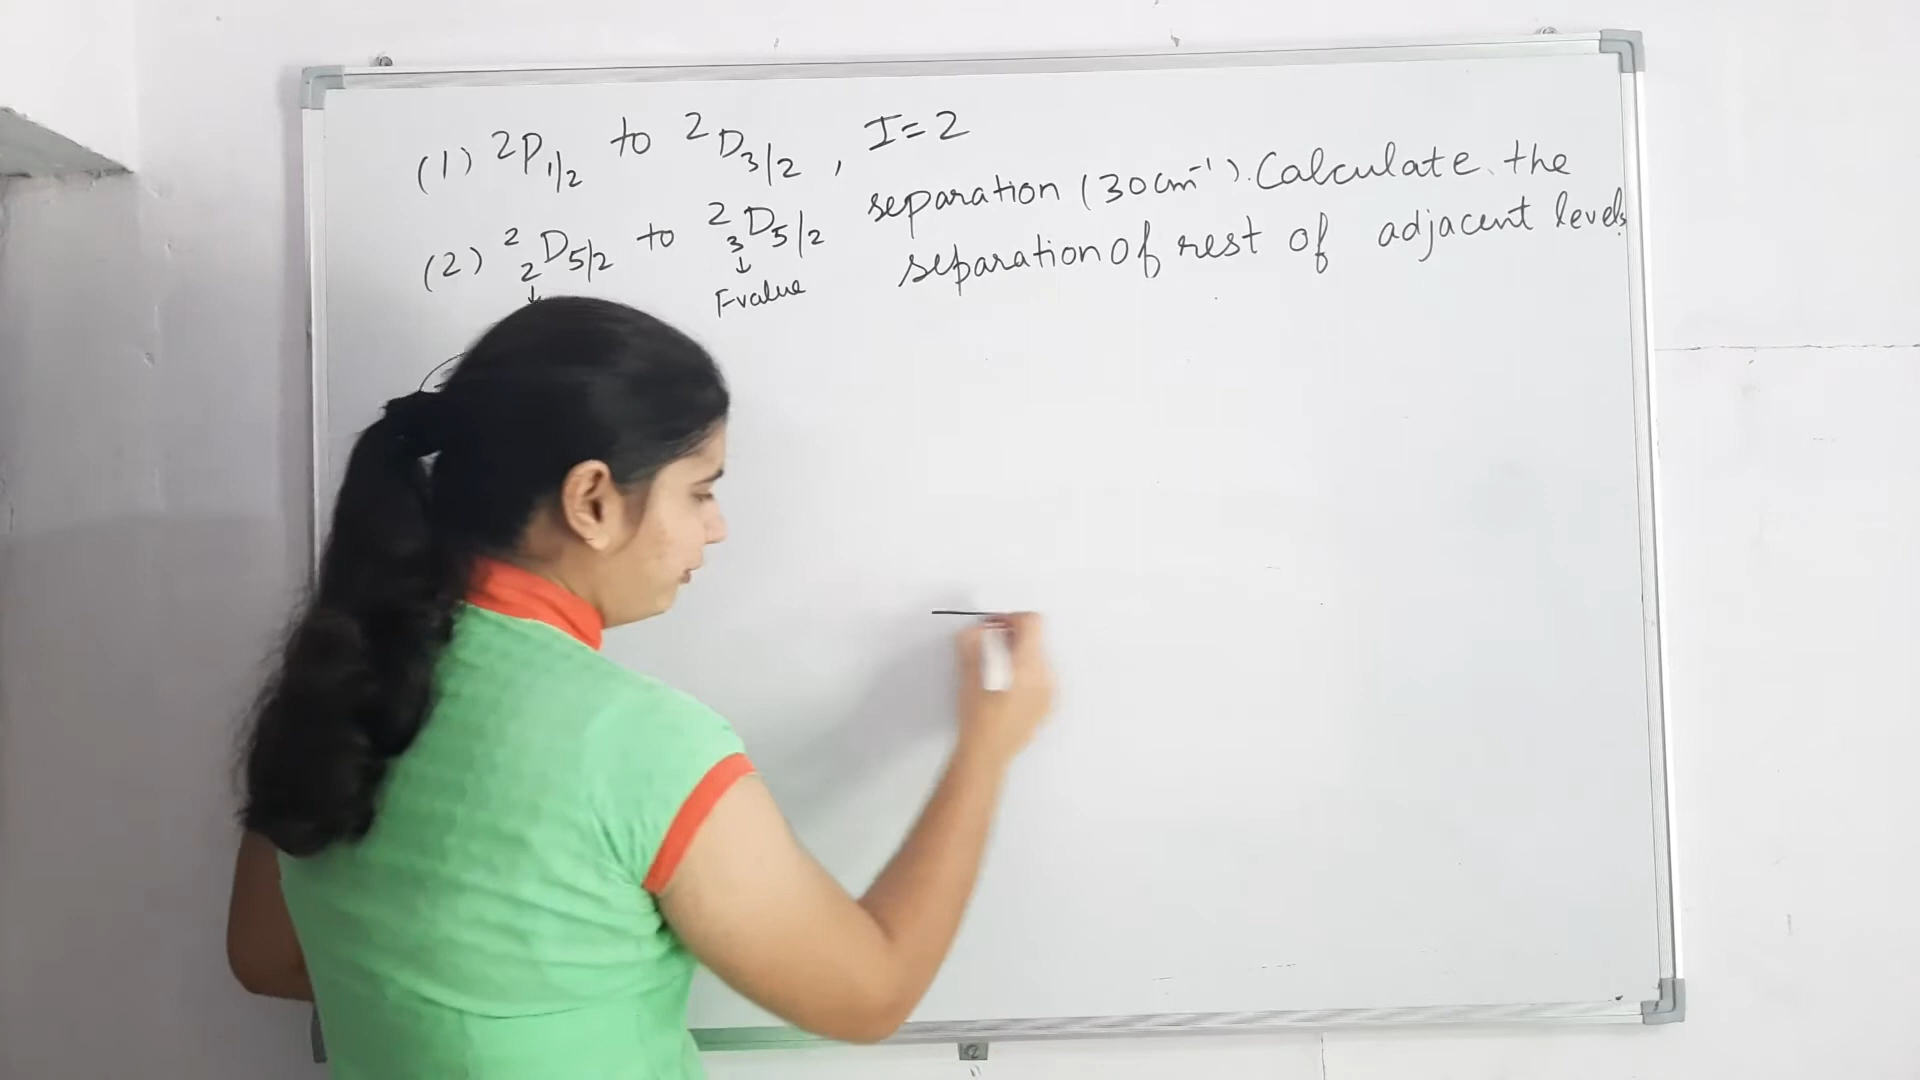 (1) 2P1/2 to 2D3/2, I=2
(2) 2 2D5/2 to 2 3D5/2 separation (30cm-1). Calculate the
separation of rest of adjacent levels.
↓ ↓
F value